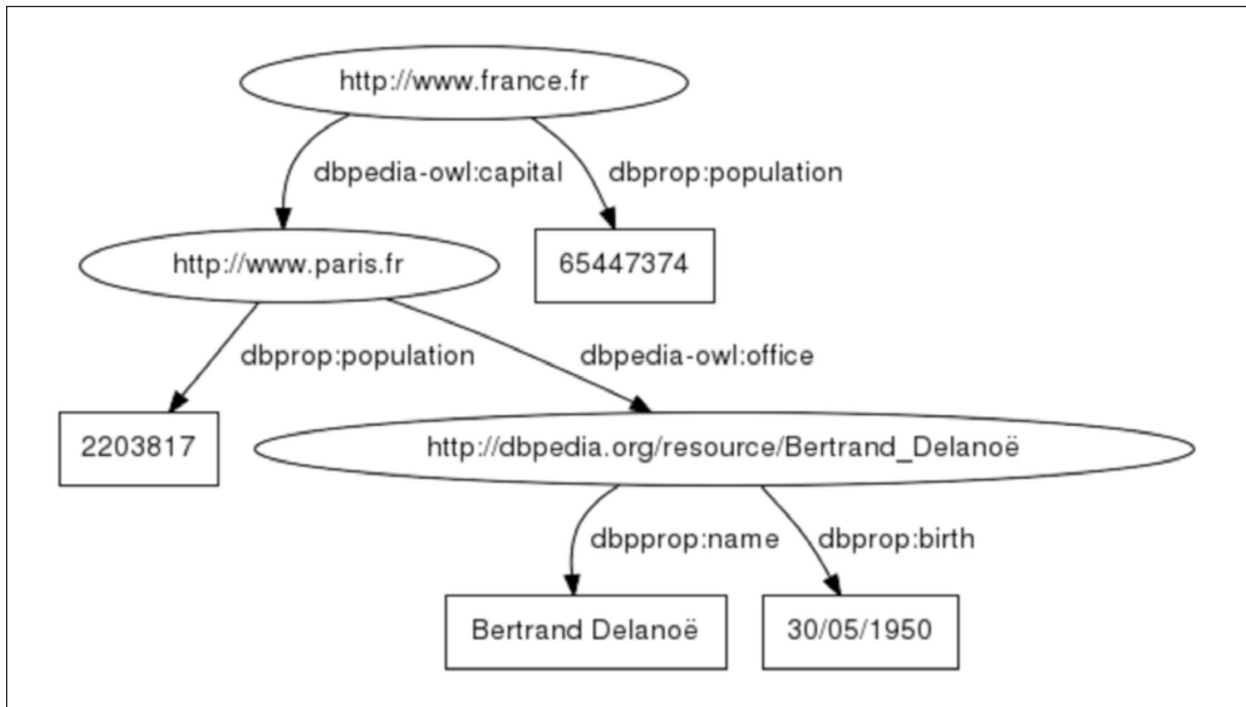 http://www.france.fr
dbpedia-owl:capital
dbprop:population
http://www.paris.fr
65447374
dbprop:population
dbpedia-owl:office
2203817
http://dbpedia.org/resource/Bertrand_Delanoë
dbpprop:name
dbprop:birth
Bertrand Delanoë
30/05/1950